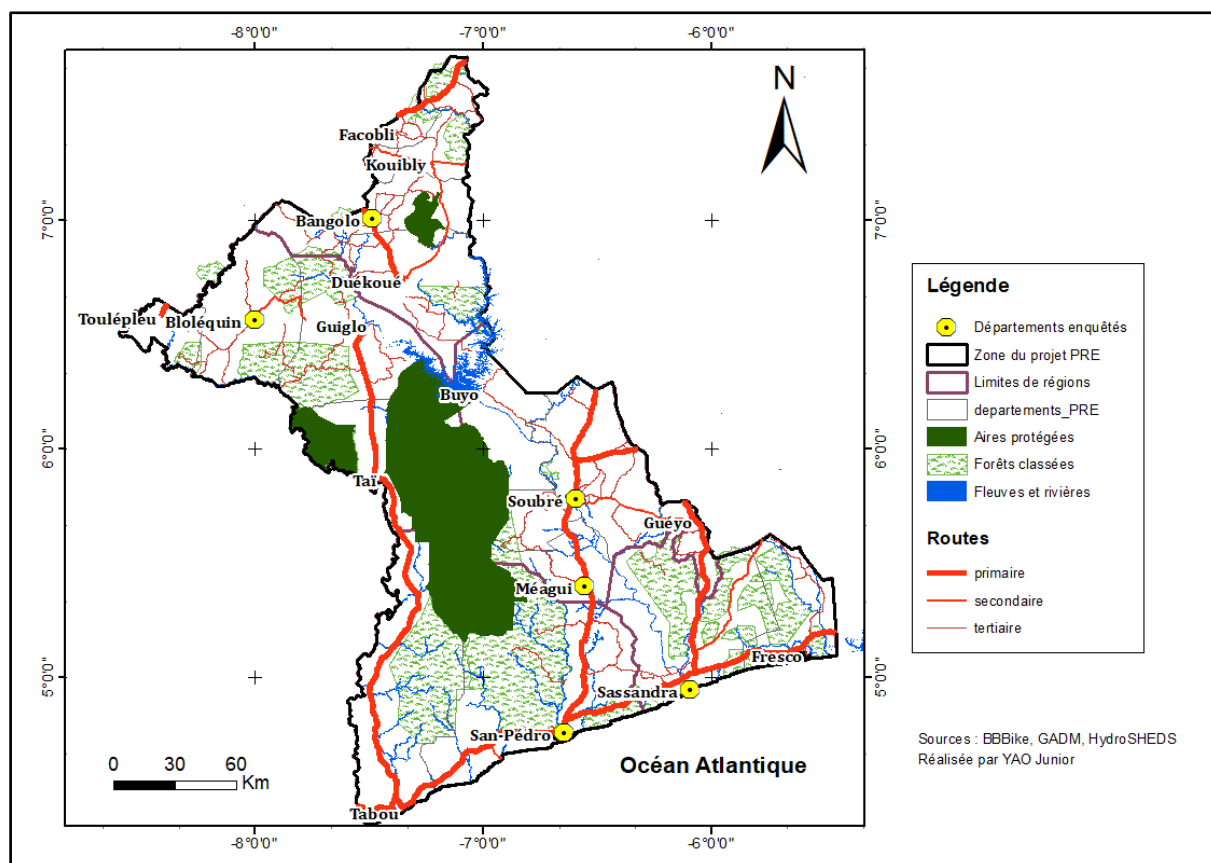 -8°0'0"
-7°0'0"
-6°0'0"
N
Facobli
Kouibly
7°0'0"
Bangolo
7°0'0"
Duékoué
Toulépleu
Bloléquin
Guiglo
Buyo
6°0'0"
6°0'0"
Taï
Soubré
Guéyo
Méagui
5°0'0"
Fresco
5°0'0"
Sassandra
San-Pédro
Océan Atlantique
0 30 60
Km
Tabou
-8°0'0"
-7°0'0"
-6°0'0"
Légende
Départements enquêtés
Zone du projet PRE
Limites de régions
departements_PRE
Aires protégées
Forêts classées
Fleuves et rivières
Routes
primaire
secondaire
tertiaire
Sources : BBBike, GADM, HydroSHEDS
Réalisée par YAO Junior